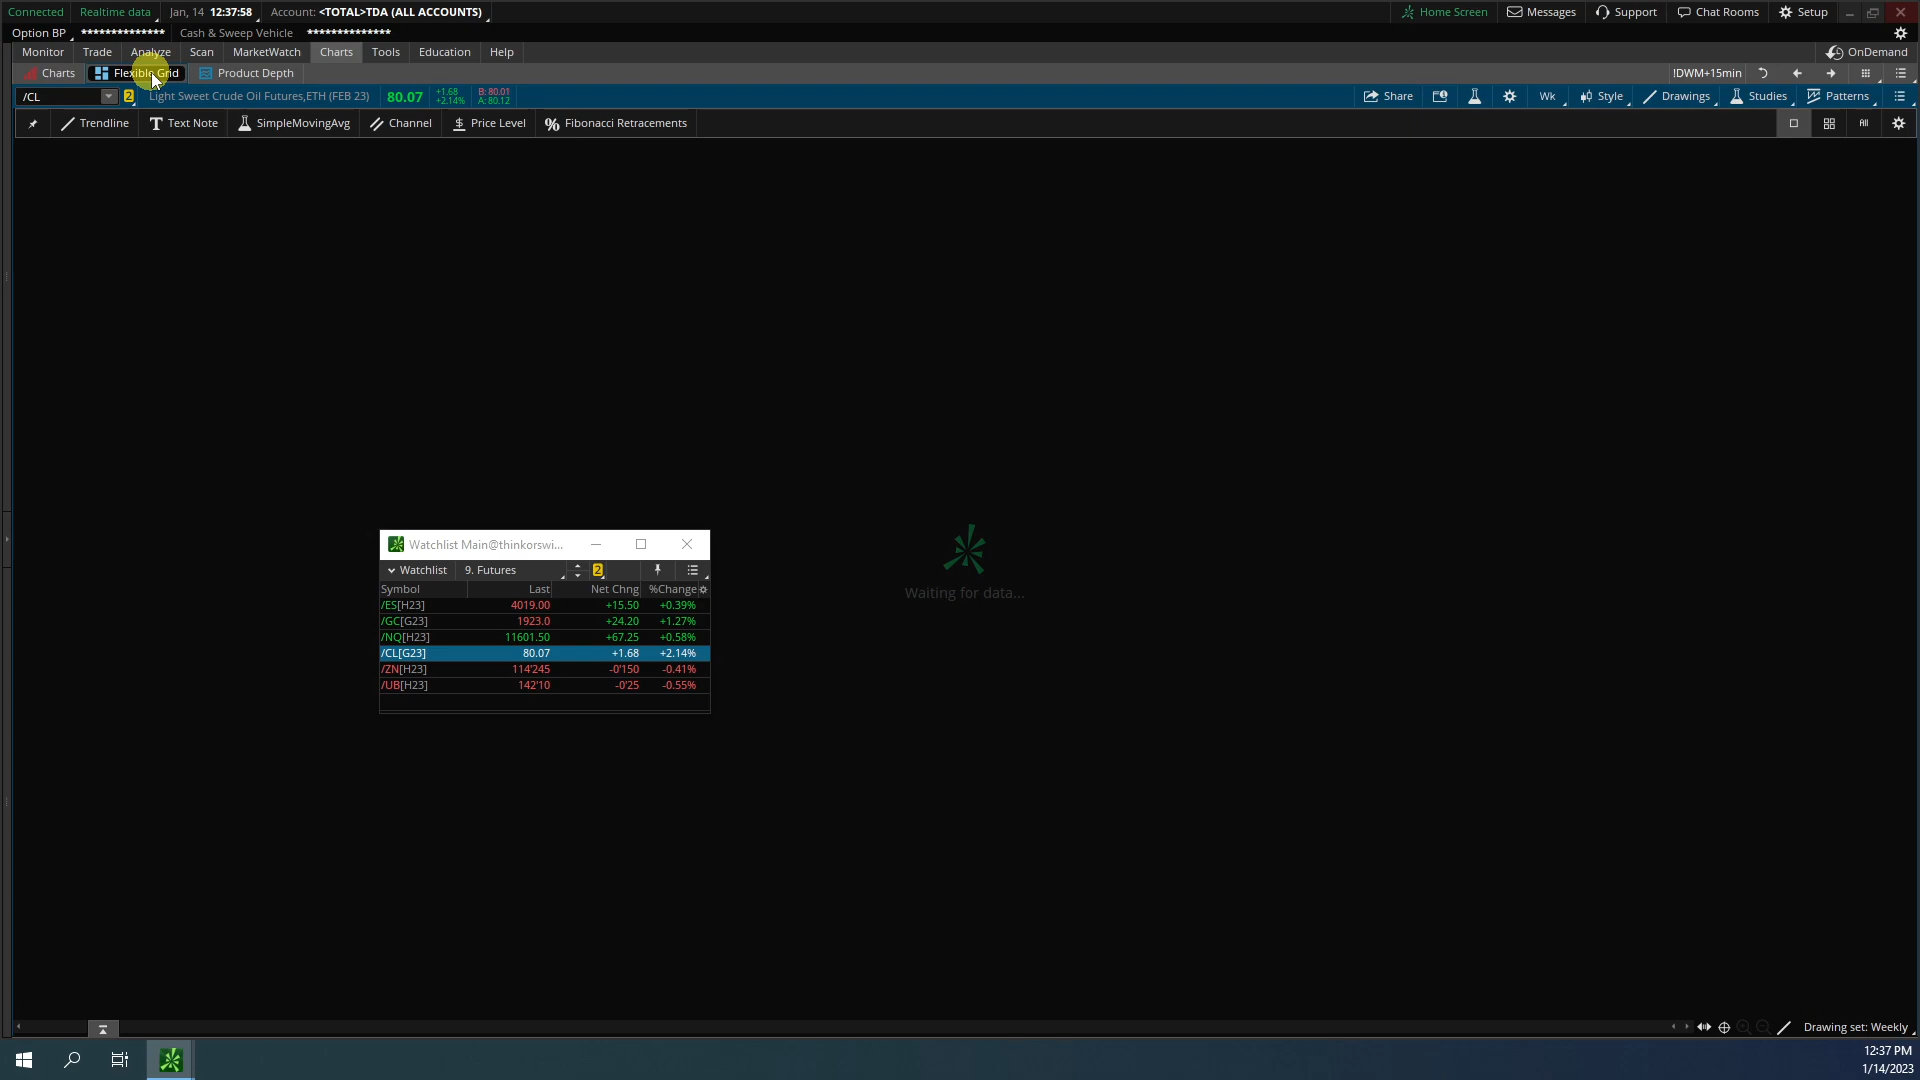 Connected Realtime data Jan, 14 12:37:58 Account: <TOTAL>TDA (ALL ACCOUNTS) Home Screen Messages Support Chat Rooms Setup
Option BP ************** Cash & Sweep Vehicle **************
Monitor Trade Analyze Scan MarketWatch Charts Tools Education Help OnDemand
Charts Flexible Grid Product Depth !DWM+15min
/CL 2 Light Sweet Crude Oil Futures,ETH (FEB 23) 80.07 +1.68 B: 80.01 Share Wk Style Drawings Studies Patterns
+2.14% A: 80.12
Trendline Text Note SimpleMovingAvg Channel Price Level Fibonacci Retracements All
Watchlist Main@thinkorswi...
Watchlist 9. Futures 2
Symbol Last Net Chng %Change
/ES[H23] 4019.00 +15.50 +0.39%
/GC[G23] 1923.0 +24.20 +1.27%
/NQ[H23] 11601.50 +67.25 +0.58%
/CL[G23] 80.07 +1.68 +2.14%
/ZN[H23] 114'245 -0'150 -0.41%
/UB[H23] 142'10 -0'25 -0.55%
Waiting for data...
Drawing set: Weekly
12:37 PM
1/14/2023